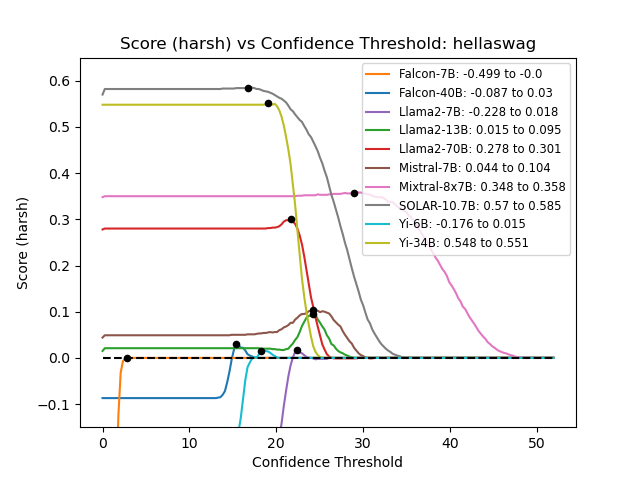 Score (harsh) vs Confidence Threshold: hellaswag
Falcon-7B: -0.499 to -0.0
Falcon-40B: -0.087 to 0.03
Llama2-7B: -0.228 to 0.018
Llama2-13B: 0.015 to 0.095
Llama2-70B: 0.278 to 0.301
Mistral-7B: 0.044 to 0.104
Mixtral-8x7B: 0.348 to 0.358
SOLAR-10.7B: 0.57 to 0.585
Yi-6B: -0.176 to 0.015
Yi-34B: 0.548 to 0.551
Score (harsh)
0.6
0.5
0.4
0.3
0.2
0.1
0.0
−0.1
0 10 20 30 40 50
Confidence Threshold